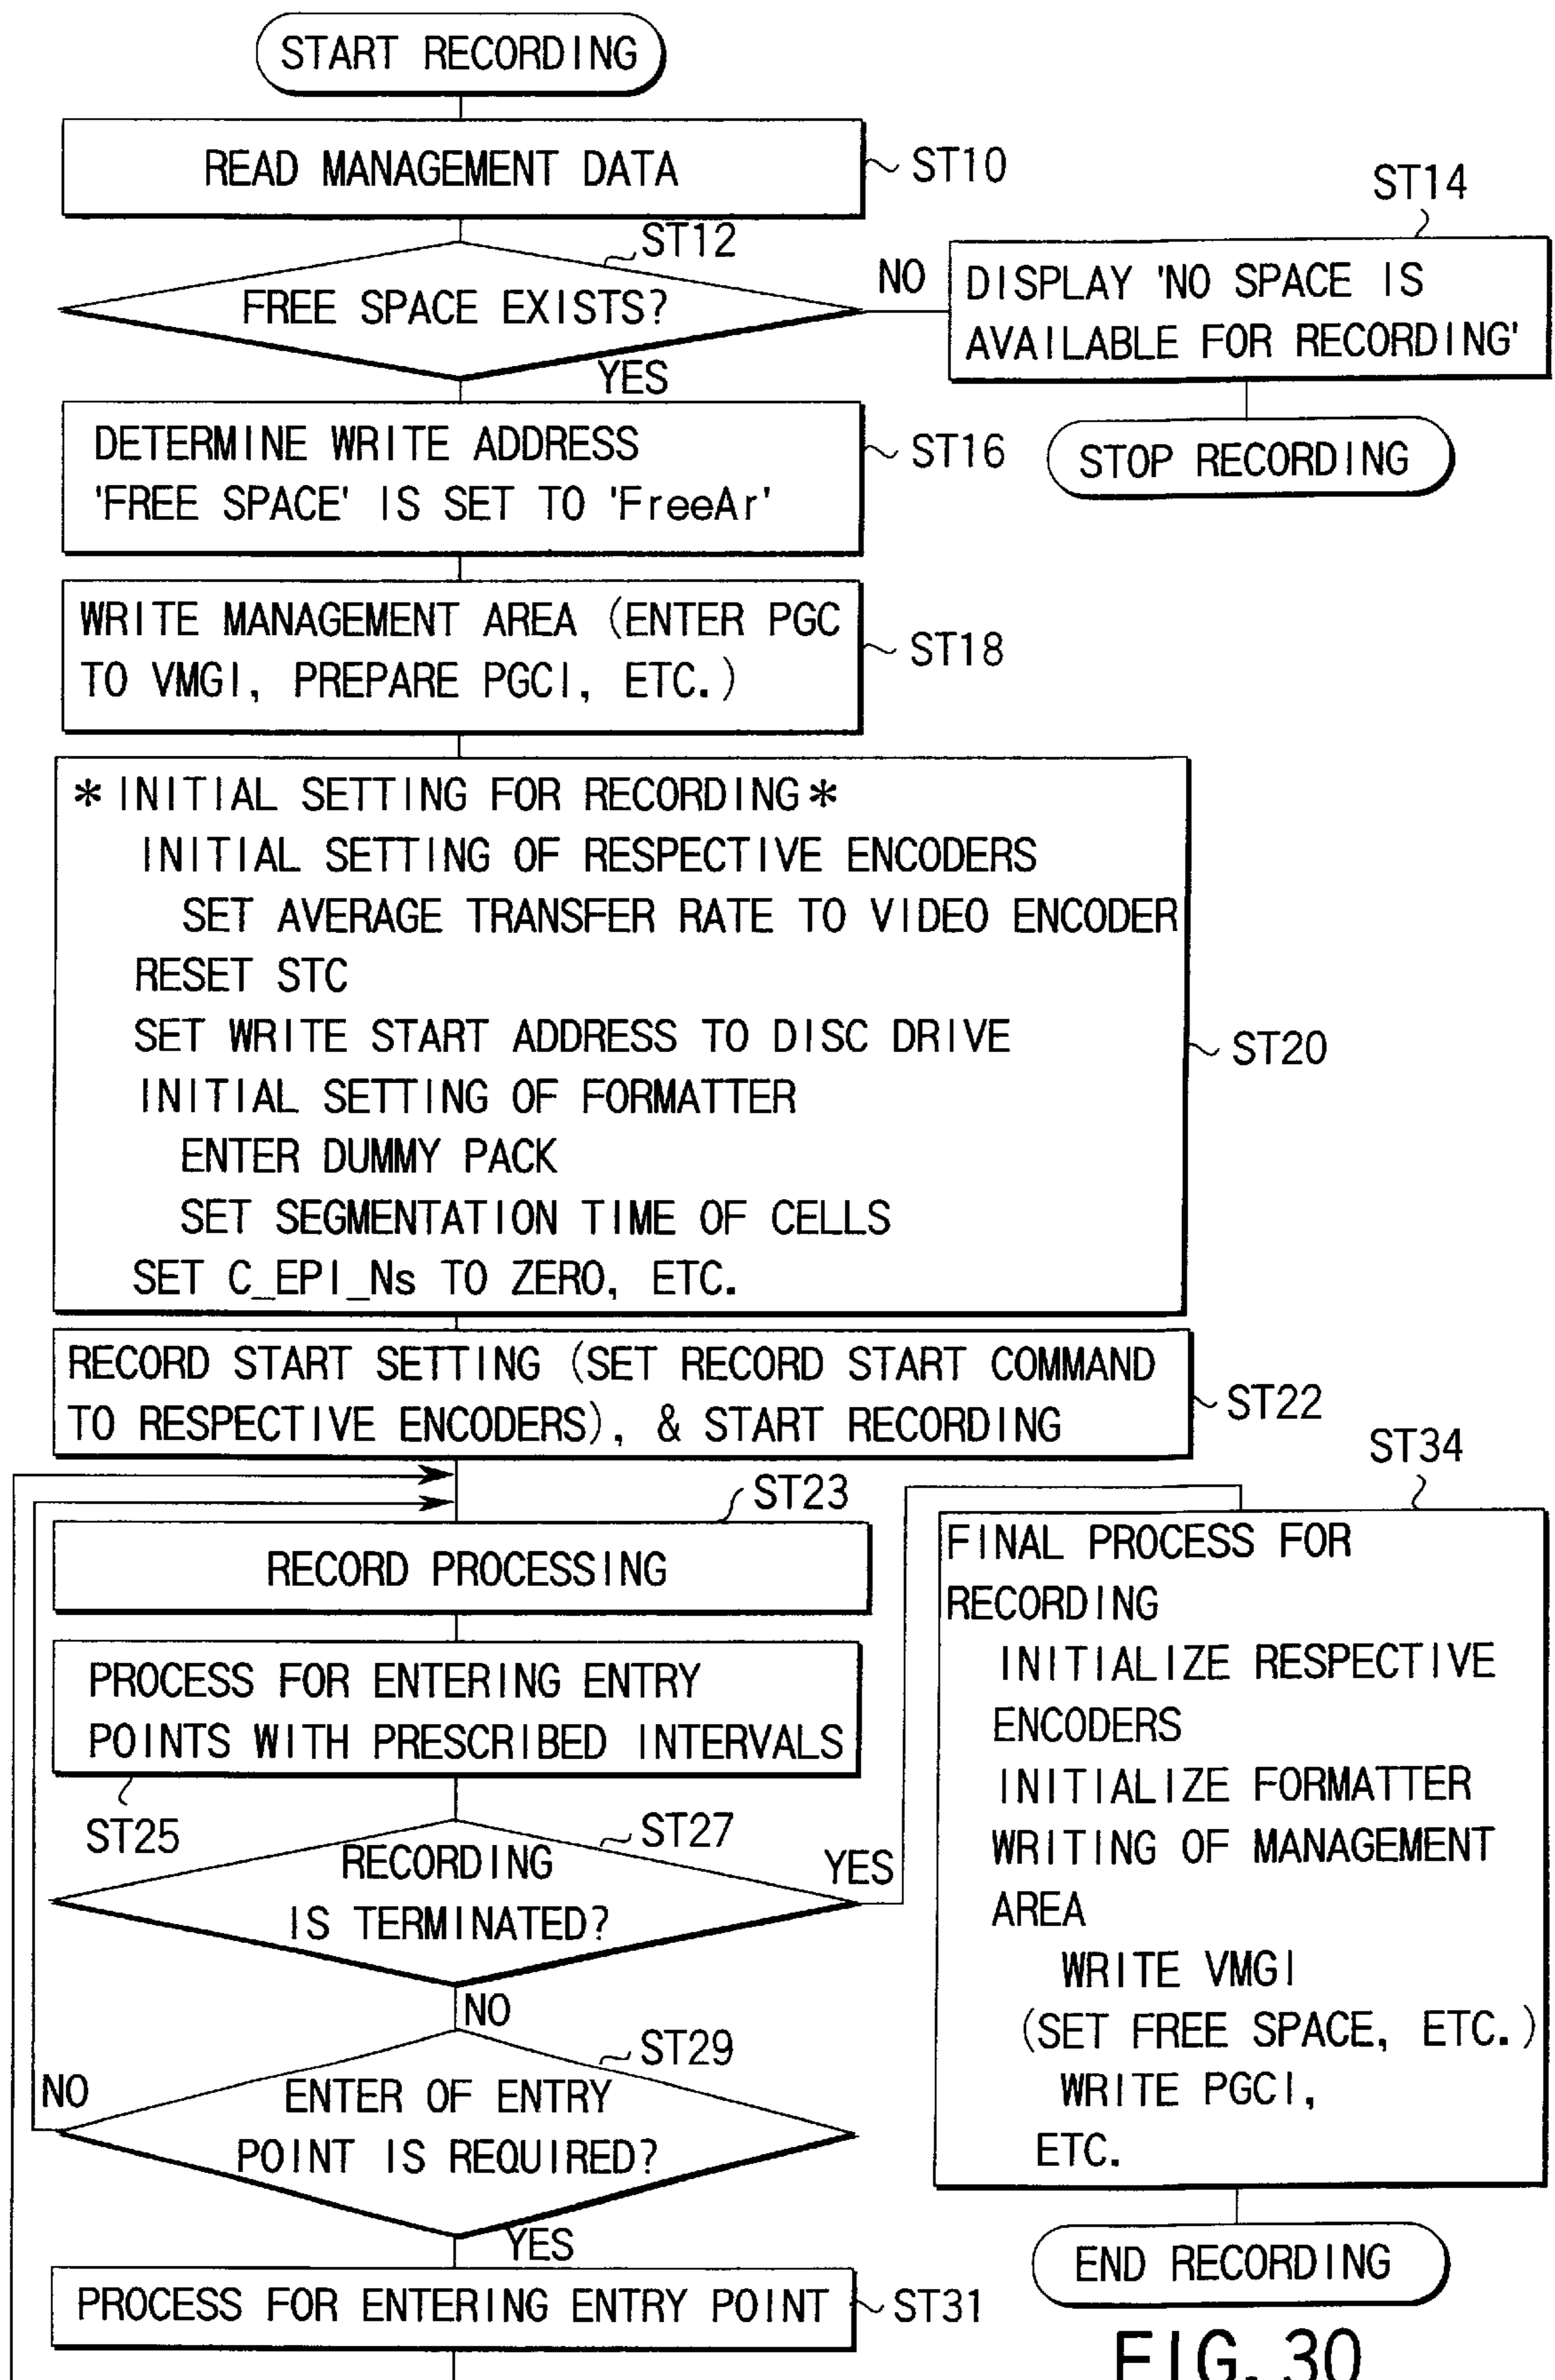 START RECORDING
READ MANAGEMENT DATA
ST10
ST12
FREE SPACE EXISTS?
NO
YES
ST14
DISPLAY 'NO SPACE IS
AVAILABLE FOR RECORDING'
STOP RECORDING
DETERMINE WRITE ADDRESS
'FREE SPACE' IS SET TO 'FreeAr'
ST16
WRITE MANAGEMENT AREA (ENTER PGC
TO VMGI, PREPARE PGCI, ETC.)
ST18
* INITIAL SETTING FOR RECORDING *
INITIAL SETTING OF RESPECTIVE ENCODERS
SET AVERAGE TRANSFER RATE TO VIDEO ENCODER
RESET STC
SET WRITE START ADDRESS TO DISC DRIVE
INITIAL SETTING OF FORMATTER
ENTER DUMMY PACK
SET SEGMENTATION TIME OF CELLS
SET C_EPI_Ns TO ZERO, ETC.
ST20
RECORD START SETTING (SET RECORD START COMMAND
TO RESPECTIVE ENCODERS), & START RECORDING
ST22
ST23
RECORD PROCESSING
PROCESS FOR ENTERING ENTRY
POINTS WITH PRESCRIBED INTERVALS
ST25
ST27
RECORDING
IS TERMINATED?
YES
NO
ST29
ENTER OF ENTRY
POINT IS REQUIRED?
NO
YES
PROCESS FOR ENTERING ENTRY POINT
ST31
ST34
FINAL PROCESS FOR
RECORDING
INITIALIZE RESPECTIVE
ENCODERS
INITIALIZE FORMATTER
WRITING OF MANAGEMENT
AREA
WRITE VMGI
(SET FREE SPACE, ETC.)
WRITE PGCI,
ETC.
END RECORDING
FIG. 30